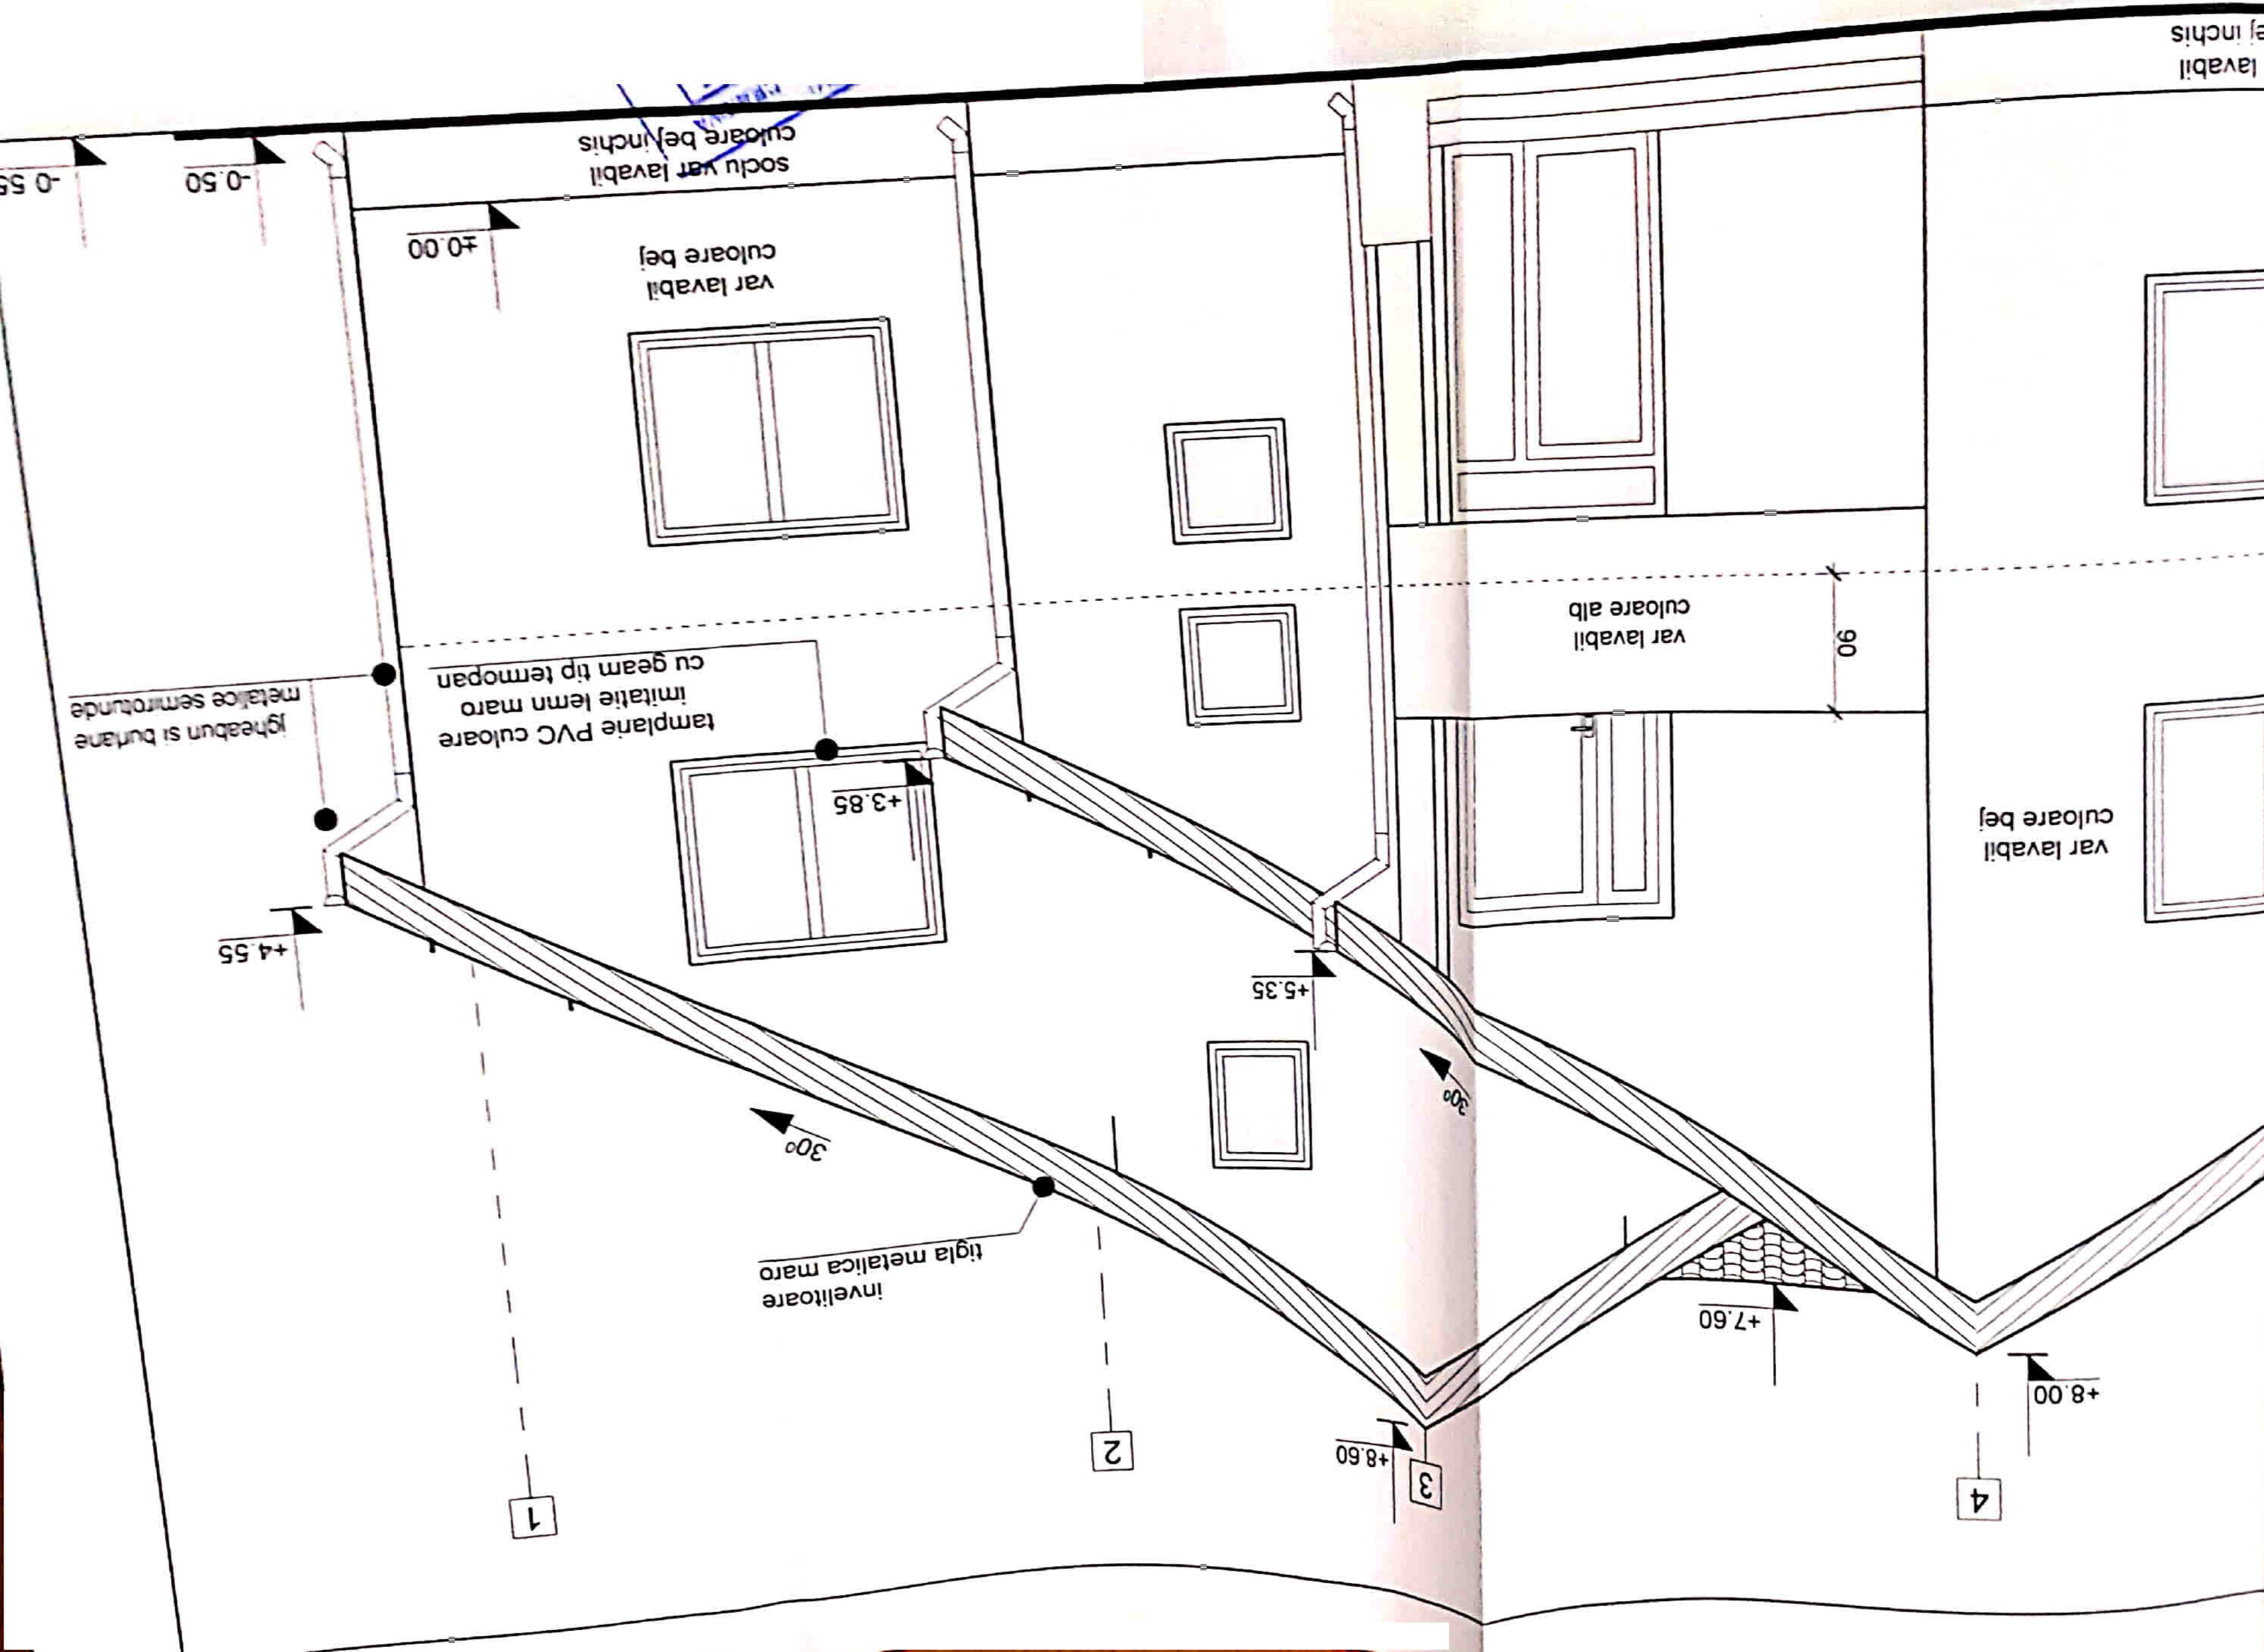 4
3
2
1
+8.60
+8.00
+7.60
invelitoare
tigla metalica maro
30°
30°
+5.35
+4.55
var lavabil
culoare bej
+3.85
tamplarie PVC culoare
imitatie lemn maro
cu geam tip termopan
jgheaburi si burlane
metalice semirotunde
var lavabil
culoare alb
90
var lavabil
culoare bej
±0.00
lavabil
inchis
soclu var lavabil
culoare bej inchis
-0.50
-0.55